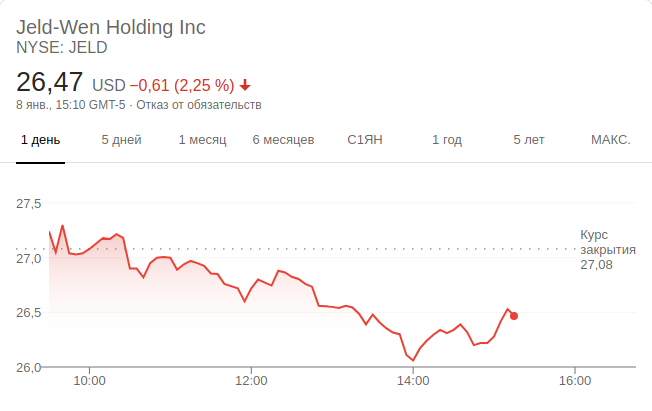 Jeld-Wen Holding Inc
NYSE: JELD
26,47 USD −0,61 (2,25 %)
8 янв., 15:10 GMT-5 · Отказ от обязательств
1 день 5 дней 1 месяц 6 месяцев С1ЯН 1 год 5 лет МАКС.
27,5
Курс
закрытия
27,08
27,0
26,5
26,0
10:00 12:00 14:00 16:00